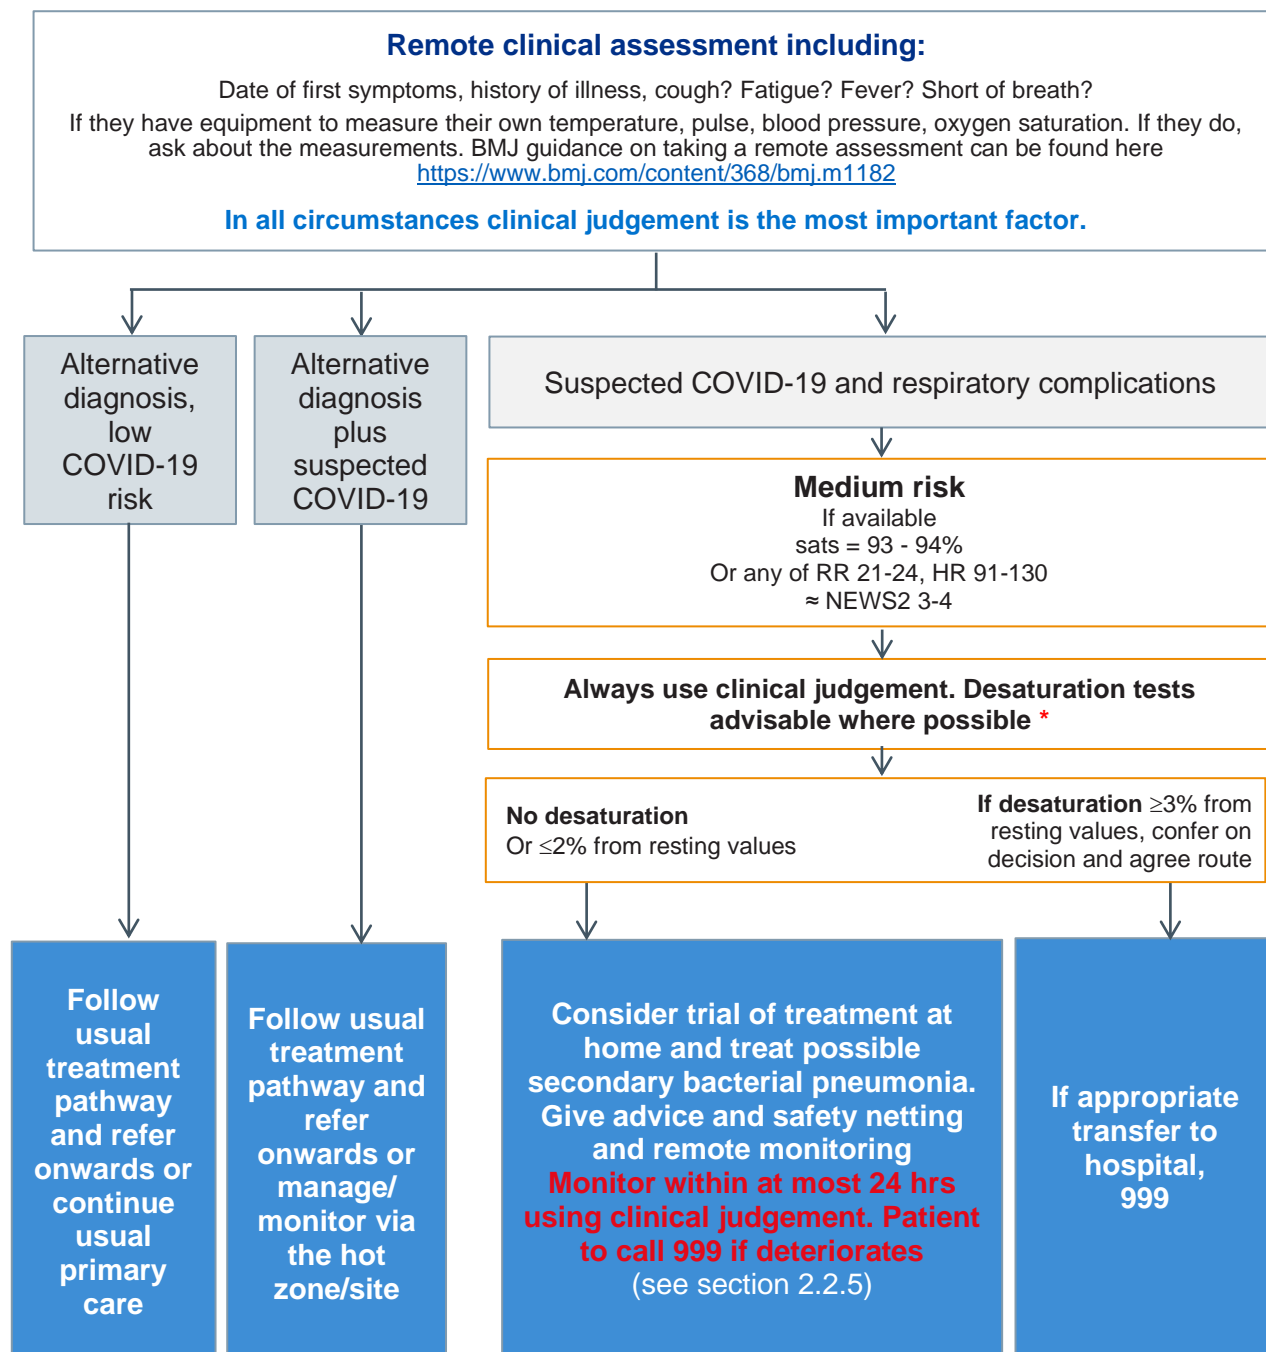 Remote clinical assessment including:
Date of first symptoms, history of illness, cough? Fatigue? Fever? Short of breath?
If they have equipment to measure their own temperature, pulse, blood pressure, oxygen saturation. If they do,
ask about the measurements. BMJ guidance on taking a remote assessment can be found here
https://www.bmj.com/content/368/bmj.m1182
In all circumstances clinical judgement is the most important factor.
Alternative
diagnosis,
low
COVID-19
risk
Alternative
diagnosis
plus
suspected
COVID-19
Suspected COVID-19 and respiratory complications
Medium risk
If available
sats = 93 - 94%
Or any of RR 21-24, HR 91-130
≈ NEWS2 3-4
Always use clinical judgement. Desaturation tests
advisable where possible *
No desaturation
Or ≤2% from resting values
If desaturation ≥3% from
resting values, confer on
decision and agree route
Follow
usual
treatment
pathway
and refer
onwards or
continue
usual
primary
care
Follow usual
treatment
pathway and
refer
onwards or
manage/
monitor via
the hot
zone/site
Consider trial of treatment at
home and treat possible
secondary bacterial pneumonia.
Give advice and safety netting
and remote monitoring
Monitor within at most 24 hrs
using clinical judgement. Patient
to call 999 if deteriorates
(see section 2.2.5)
If appropriate
transfer to
hospital,
999